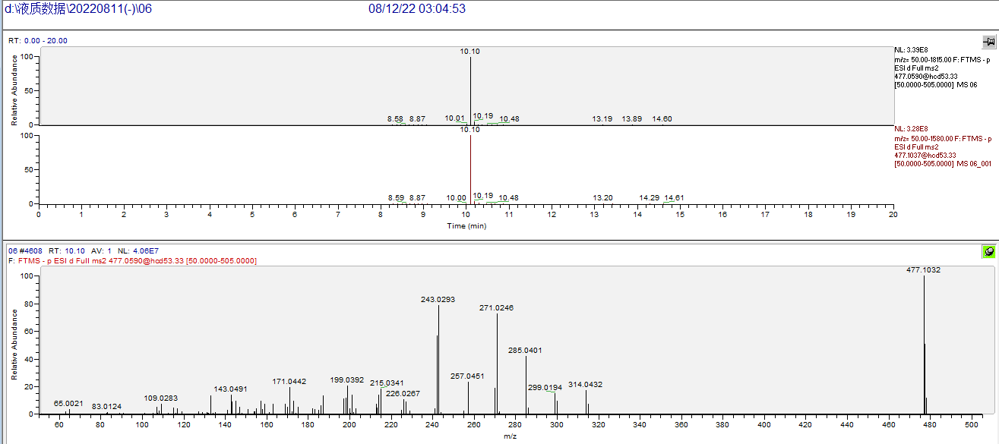 d:\液质数据\20220811(-)\06 08/12/22 03:04:53
RT: 0.00 - 20.00
NL: 3.39E8
m/z= 50.00-1815.00 F: FTMS - p
ESI d Full ms2
477.0590@hcd53.33
[50.0000-505.0000] MS 06
Relative Abundance
100
50
0
10.10
8.58 8.87 10.01 10.19 10.48 13.19 13.89 14.60
NL: 3.28E8
m/z= 50.00-1580.00 F: FTMS - p
ESI d Full ms2
477.1037@hcd53.33
[50.0000-505.0000] MS 06_001
100
50
0
10.10
8.59 8.87 10.00 10.19 10.48 13.20 14.29 14.61
0 1 2 3 4 5 6 7 8 9 10 11 12 13 14 15 16 17 18 19 20
Time (min)
06 #4608 RT: 10.10 AV: 1 NL: 4.06E7
F: FTMS - p ESI d Full ms2 477.0590@hcd53.33 [50.0000-505.0000]
Relative Abundance
100
80
60
40
20
0
477.1032
243.0293
271.0246
285.0401
257.0451
199.0392
171.0442
215.0341
143.0491
299.0194
314.0432
226.0267
109.0283
65.0021
83.0124
60 80 100 120 140 160 180 200 220 240 260 280 300 320 340 360 380 400 420 440 460 480 500
m/z